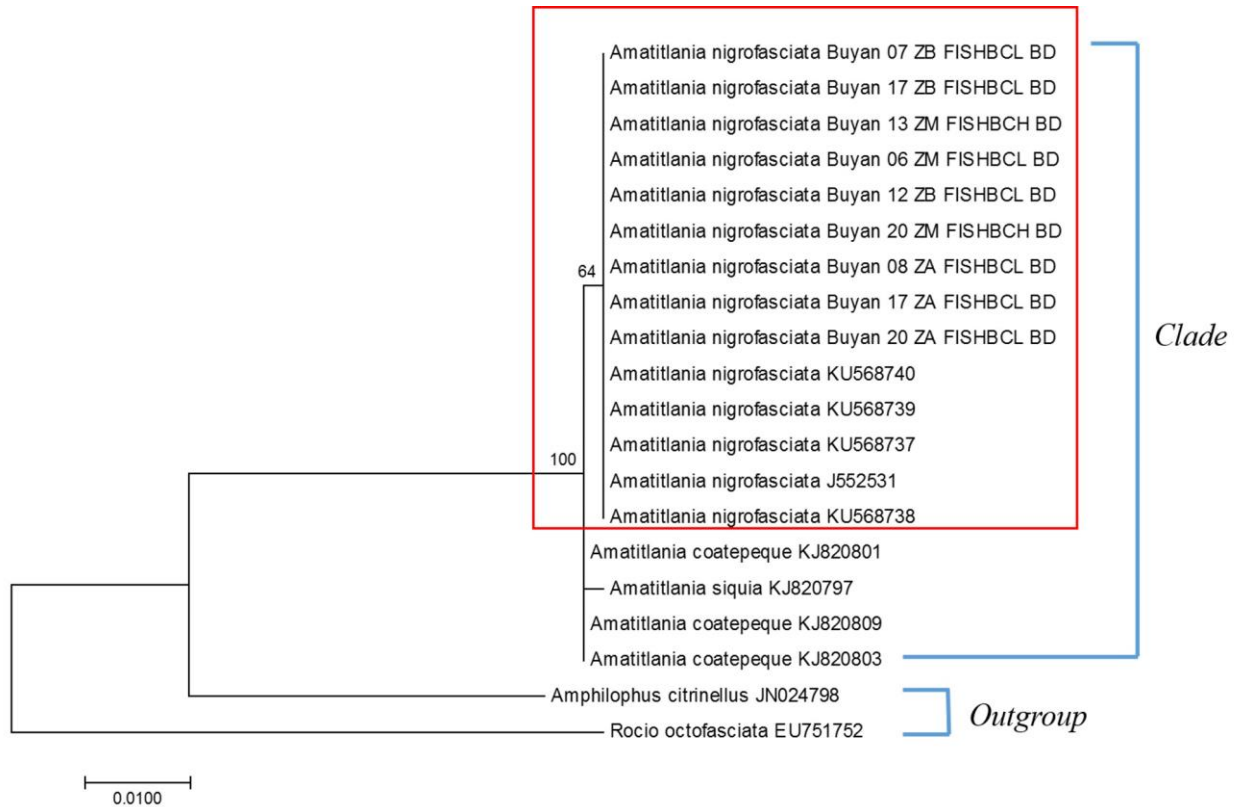 Amatitlania nigrofasciata Buyan 07 ZB FISHBCL BD
Amatitlania nigrofasciata Buyan 17 ZB FISHBCL BD
Amatitlania nigrofasciata Buyan 13 ZM FISHBCH BD
Amatitlania nigrofasciata Buyan 06 ZM FISHBCL BD
Amatitlania nigrofasciata Buyan 12 ZB FISHBCL BD
Amatitlania nigrofasciata Buyan 20 ZM FISHBCH BD
64
Amatitlania nigrofasciata Buyan 08 ZA FISHBCL BD
Amatitlania nigrofasciata Buyan 17 ZA FISHBCL BD
Amatitlania nigrofasciata Buyan 20 ZA FISHBCL BD
Clade
Amatitlania nigrofasciata KU568740
Amatitlania nigrofasciata KU568739
Amatitlania nigrofasciata KU568737
100
Amatitlania nigrofasciata J552531
Amatitlania nigrofasciata KU568738
Amatitlania coatepeque KJ820801
Amatitlania siquia KJ820797
Amatitlania coatepeque KJ820809
Amatitlania coatepeque KJ820803
Amphilophus citrinellus JN024798
Outgroup
Rocio octofasciata EU751752
0.0100